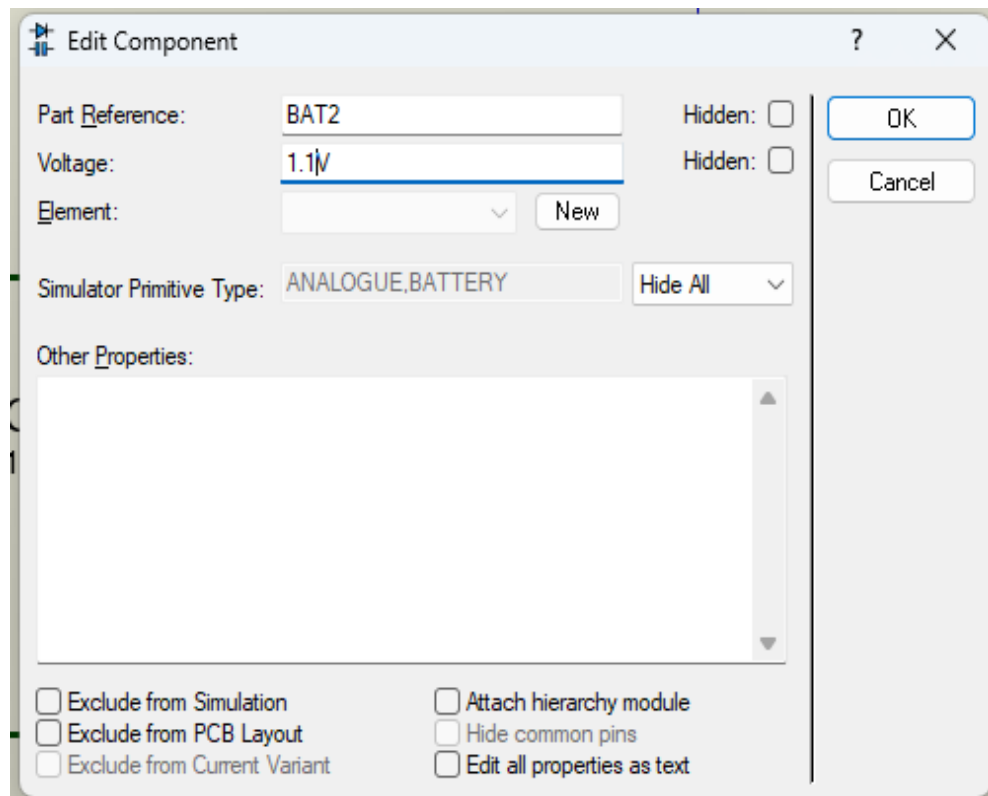 Edit Component
?
Part Reference: BAT2 Hidden:
Voltage: 1.1V Hidden:
Element: New
Simulator Primitive Type: ANALOGUE,BATTERY Hide All
Other Properties:
Exclude from Simulation
Exclude from PCB Layout
Exclude from Current Variant
Attach hierarchy module
Hide common pins
Edit all properties as text
OK
Cancel
1